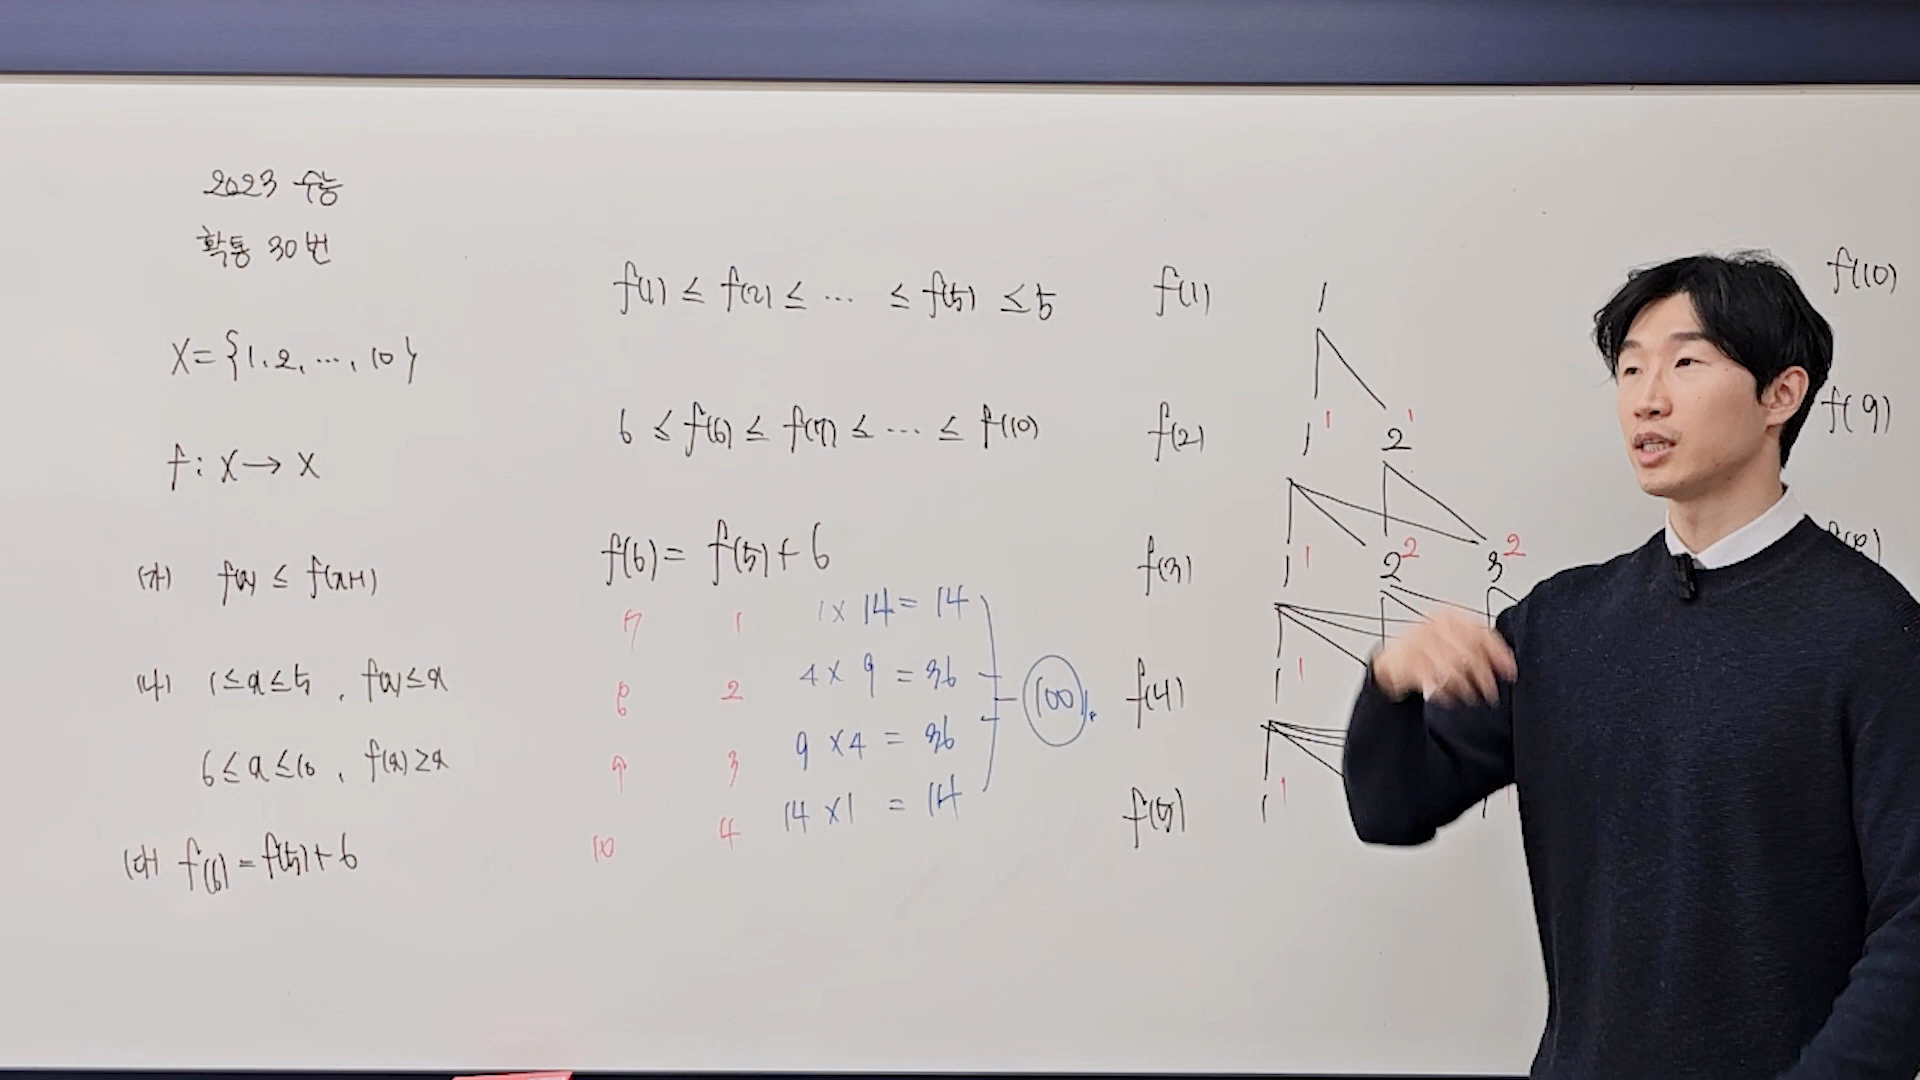 2023 수능
확통 30번
X={1, 2, ..., 10}
f: X→X
(가) f(x) ≤ f(x+1)
(나) 1≤x≤5, f(x)≤x
6≤x≤10, f(x)≥x
(다) f(6)=f(5)+6
f(1) ≤ f(2) ≤ ... ≤ f(5) ≤5
6 ≤ f(6) ≤ f(7) ≤ ... ≤ f(10)
f(6) = f(5)+6
7 1 1×14=14
8 2 4×9=36
9 3 9×4=36
10 4 14×1=14
100
f(1) 1
f(2) 1 1 2 1
f(3) 1 1 2 2 3 2
f(4) 1 1
f(5) 1 1
f(10)
f(9)